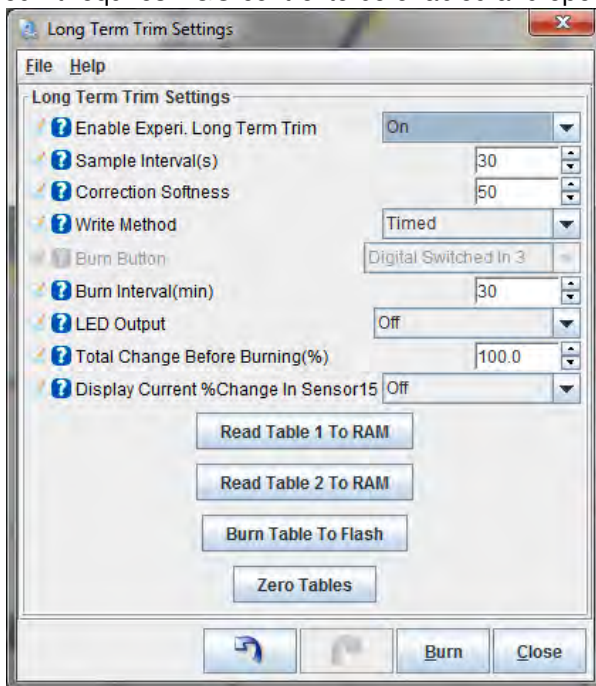 Long Term Trim Settings
File Help
Long Term Trim Settings
Enable Experi. Long Term Trim On
Sample Interval(s) 30
Correction Softness 50
Write Method Timed
Burn Button Digital Switched In 3
Burn Interval(min) 30
LED Output Off
Total Change Before Burning(%) 100.0
Display Current %Change In Sensor15 Off
Read Table 1 To RAM
Read Table 2 To RAM
Burn Table To Flash
Zero Tables
Burn Close